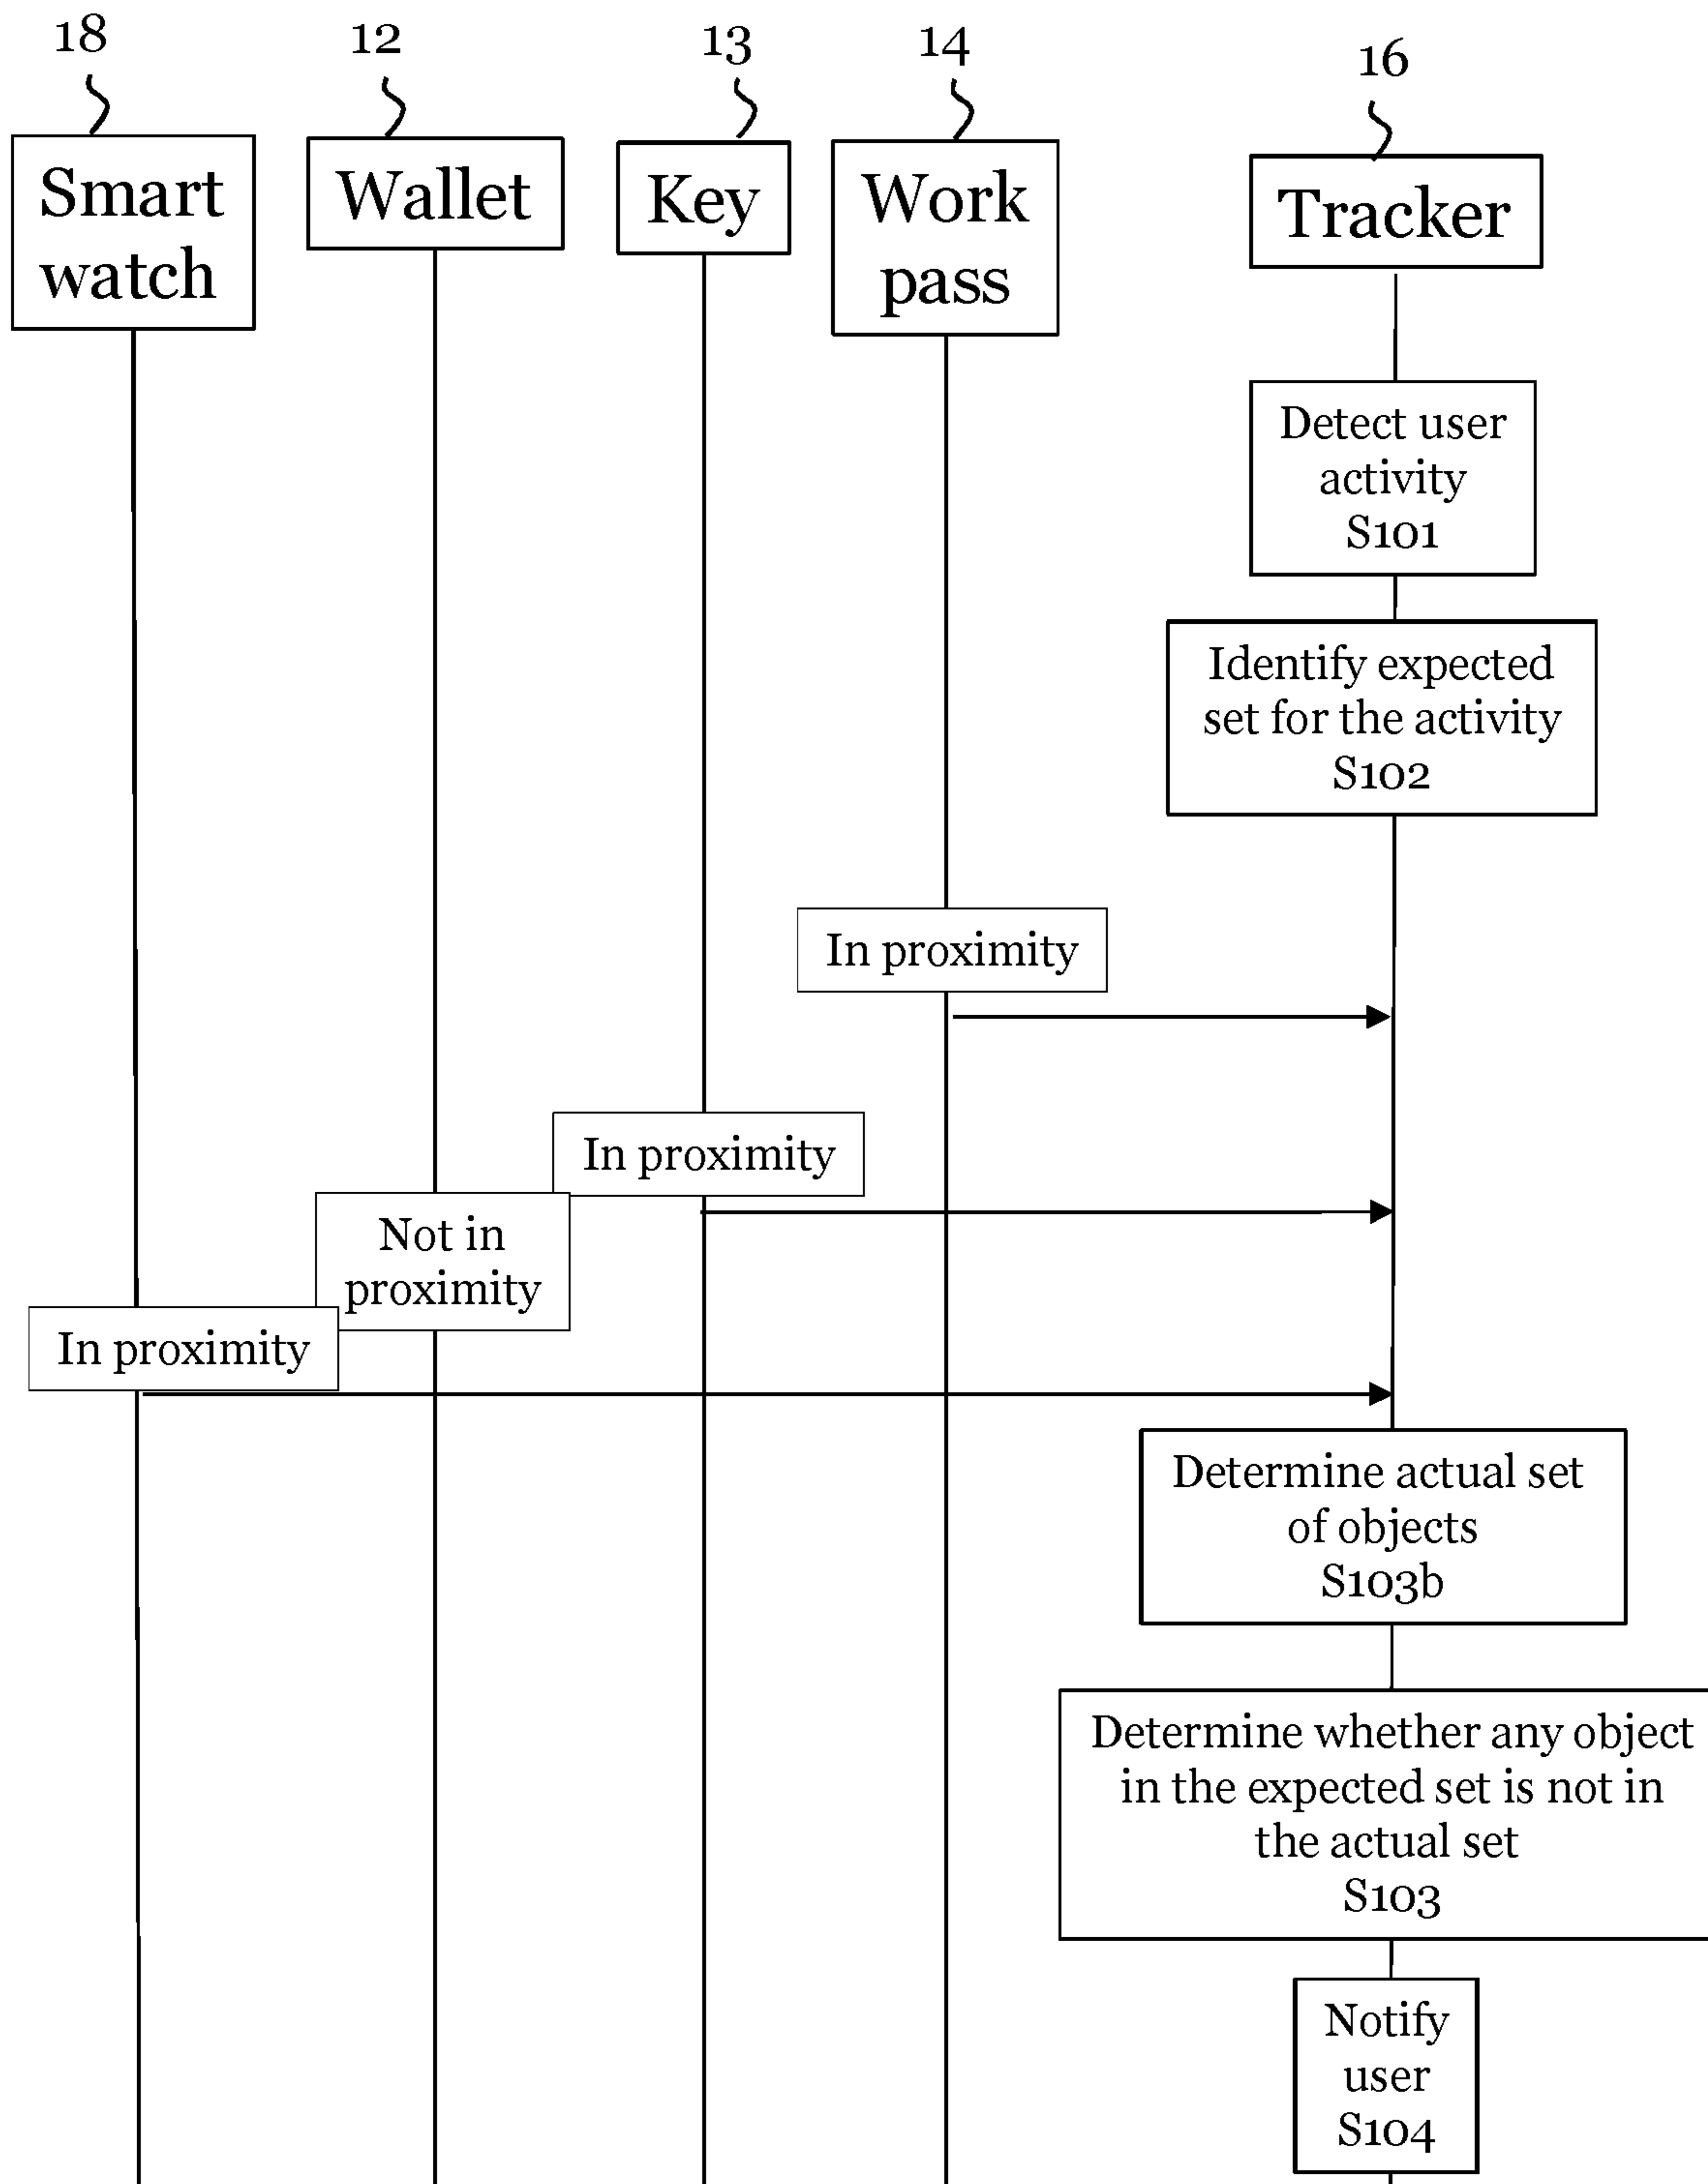 18
12
13
14
16
Smart
watch
Wallet
Key
Work
pass
Tracker
Detect user
activity
S101
Identify expected
set for the activity
S102
In proximity
In proximity
Not in
proximity
In proximity
Determine actual set
of objects
S103b
Determine whether any object
in the expected set is not in
the actual set
S103
Notify
user
S104